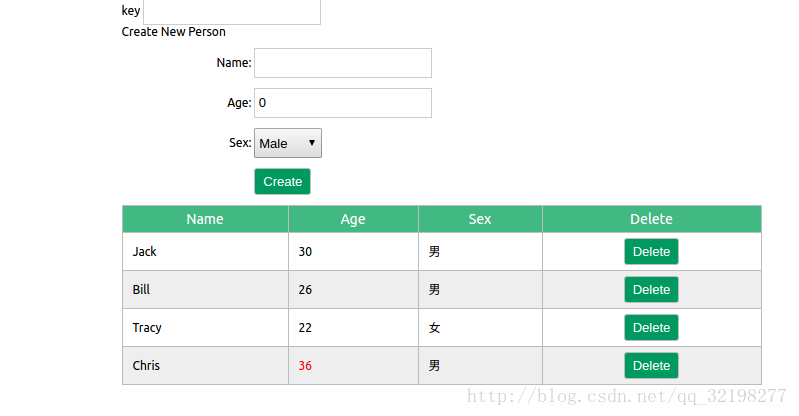 key
Create New Person
Name:
Age: 0
Sex: Male
Create
Name Age Sex Delete
Jack 30 男 Delete
Bill 26 男 Delete
Tracy 22 女 Delete
Chris 36 男 Delete
http://blog.csdn.net/qq_32198277